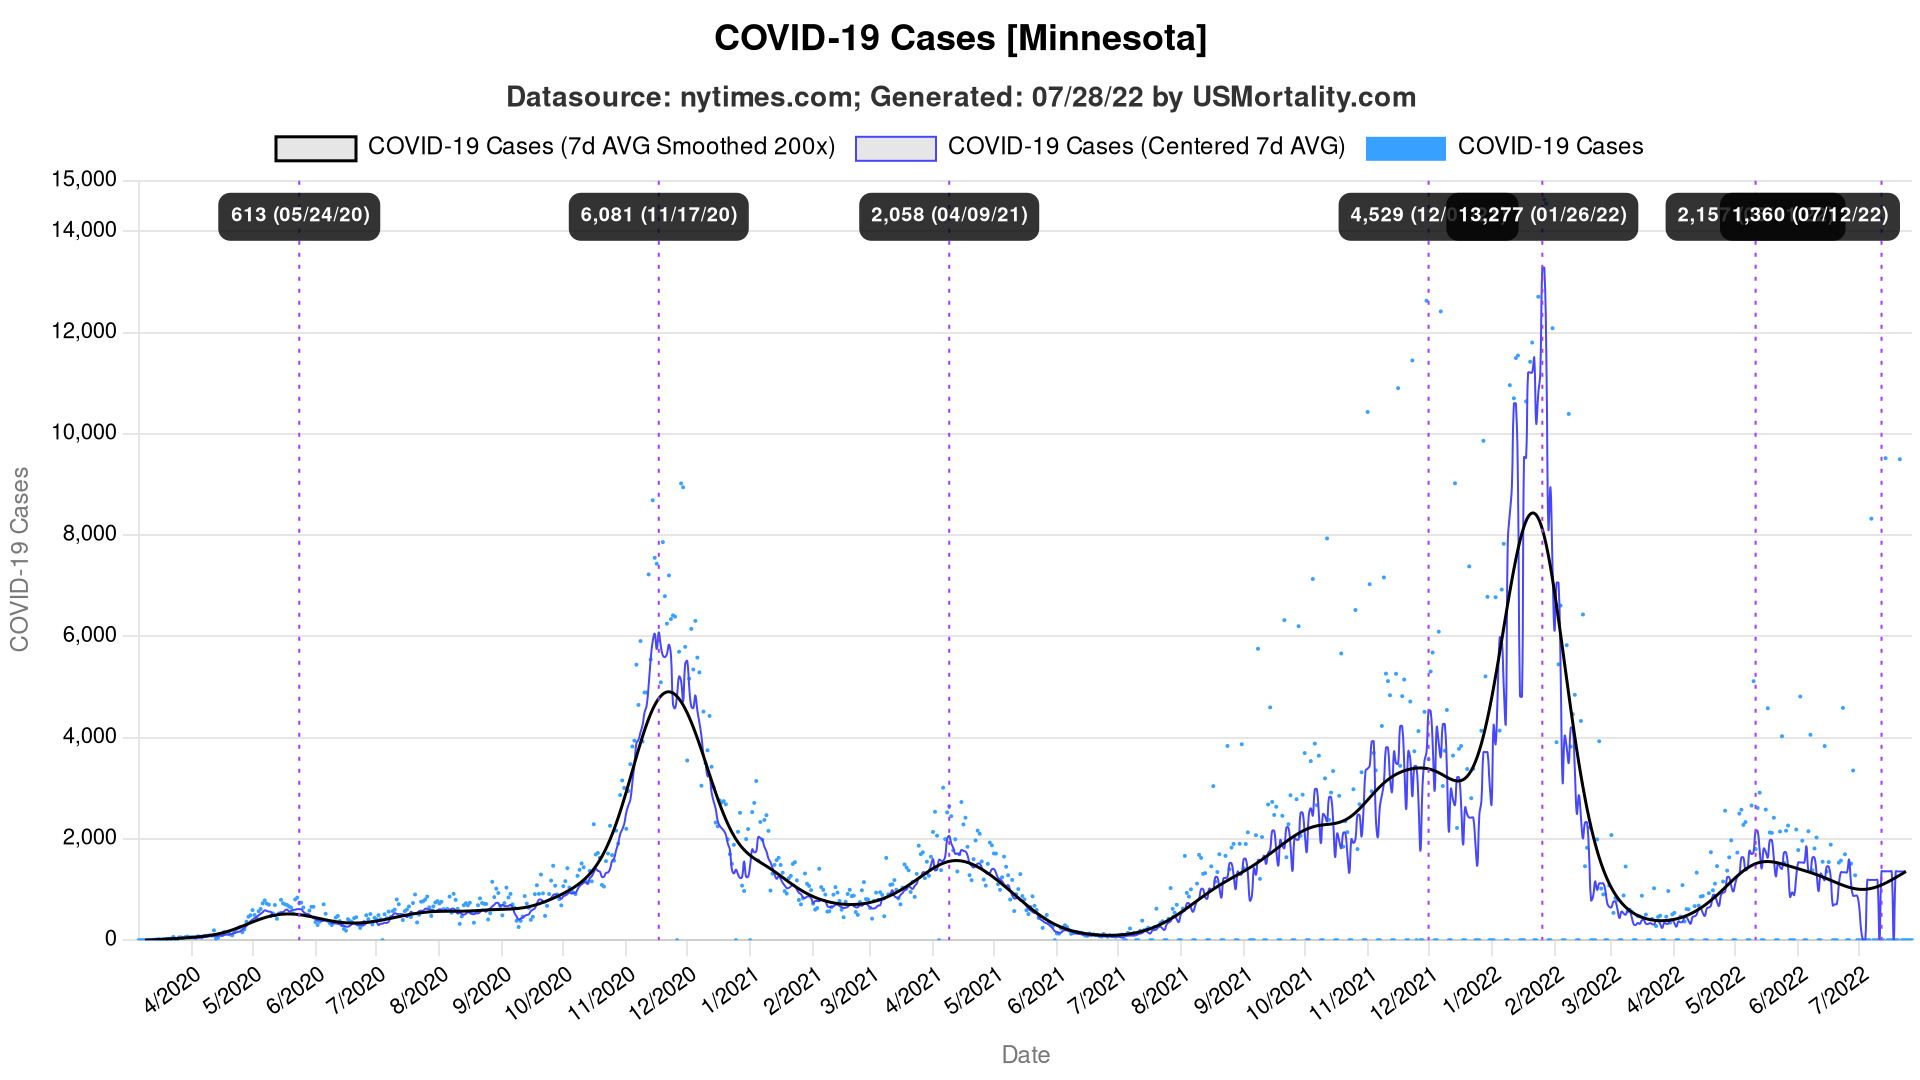 COVID-19 Cases [Minnesota]
Datasource: nytimes.com; Generated: 07/28/22 by USMortality.com
COVID-19 Cases (7d AVG Smoothed 200x) COVID-19 Cases (Centered 7d AVG) COVID-19 Cases
613 (05/24/20) 6,081 (11/17/20) 2,058 (04/09/21) 4,529 (12/ 13,277 (01/26/22) 2,157 1,360 (07/12/22)
15,000
14,000
12,000
10,000
8,000
6,000
4,000
2,000
0
COVID-19 Cases
4/2020 5/2020 6/2020 7/2020 8/2020 9/2020 10/2020 11/2020 12/2020 1/2021 2/2021 3/2021 4/2021 5/2021 6/2021 7/2021 8/2021 9/2021 10/2021 11/2021 12/2021 1/2022 2/2022 3/2022 4/2022 5/2022 6/2022 7/2022
Date